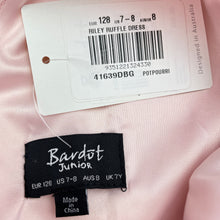 EUR 128 US 7-8 AUS 8
RILEY RUFFLE DRESS
9351221324330
41639DBG POTPOURRI
Designed in Australia
Bardot
JUNIOR
EUR 128 US 7-8 AUS 8 UK 7Y
Made in
China